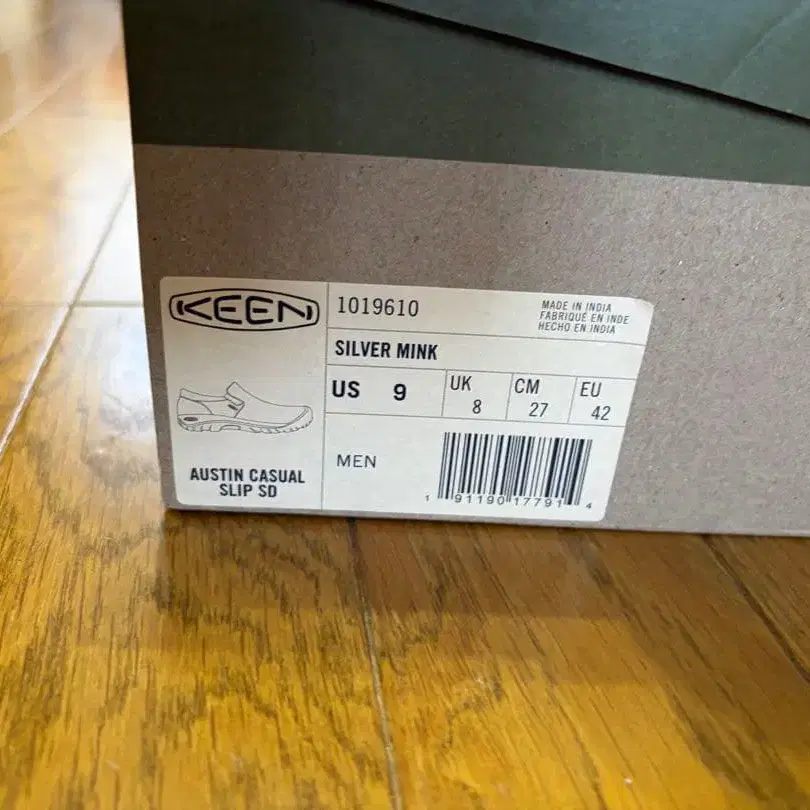 KEEN
1019610
MADE IN INDIA
FABRIQUÉ EN INDE
HECHO EN INDIA
SILVER MINK
US 9
UK 8
CM 27
EU 42
AUSTIN CASUAL
SLIP SD
MEN
1 91190 17791 4